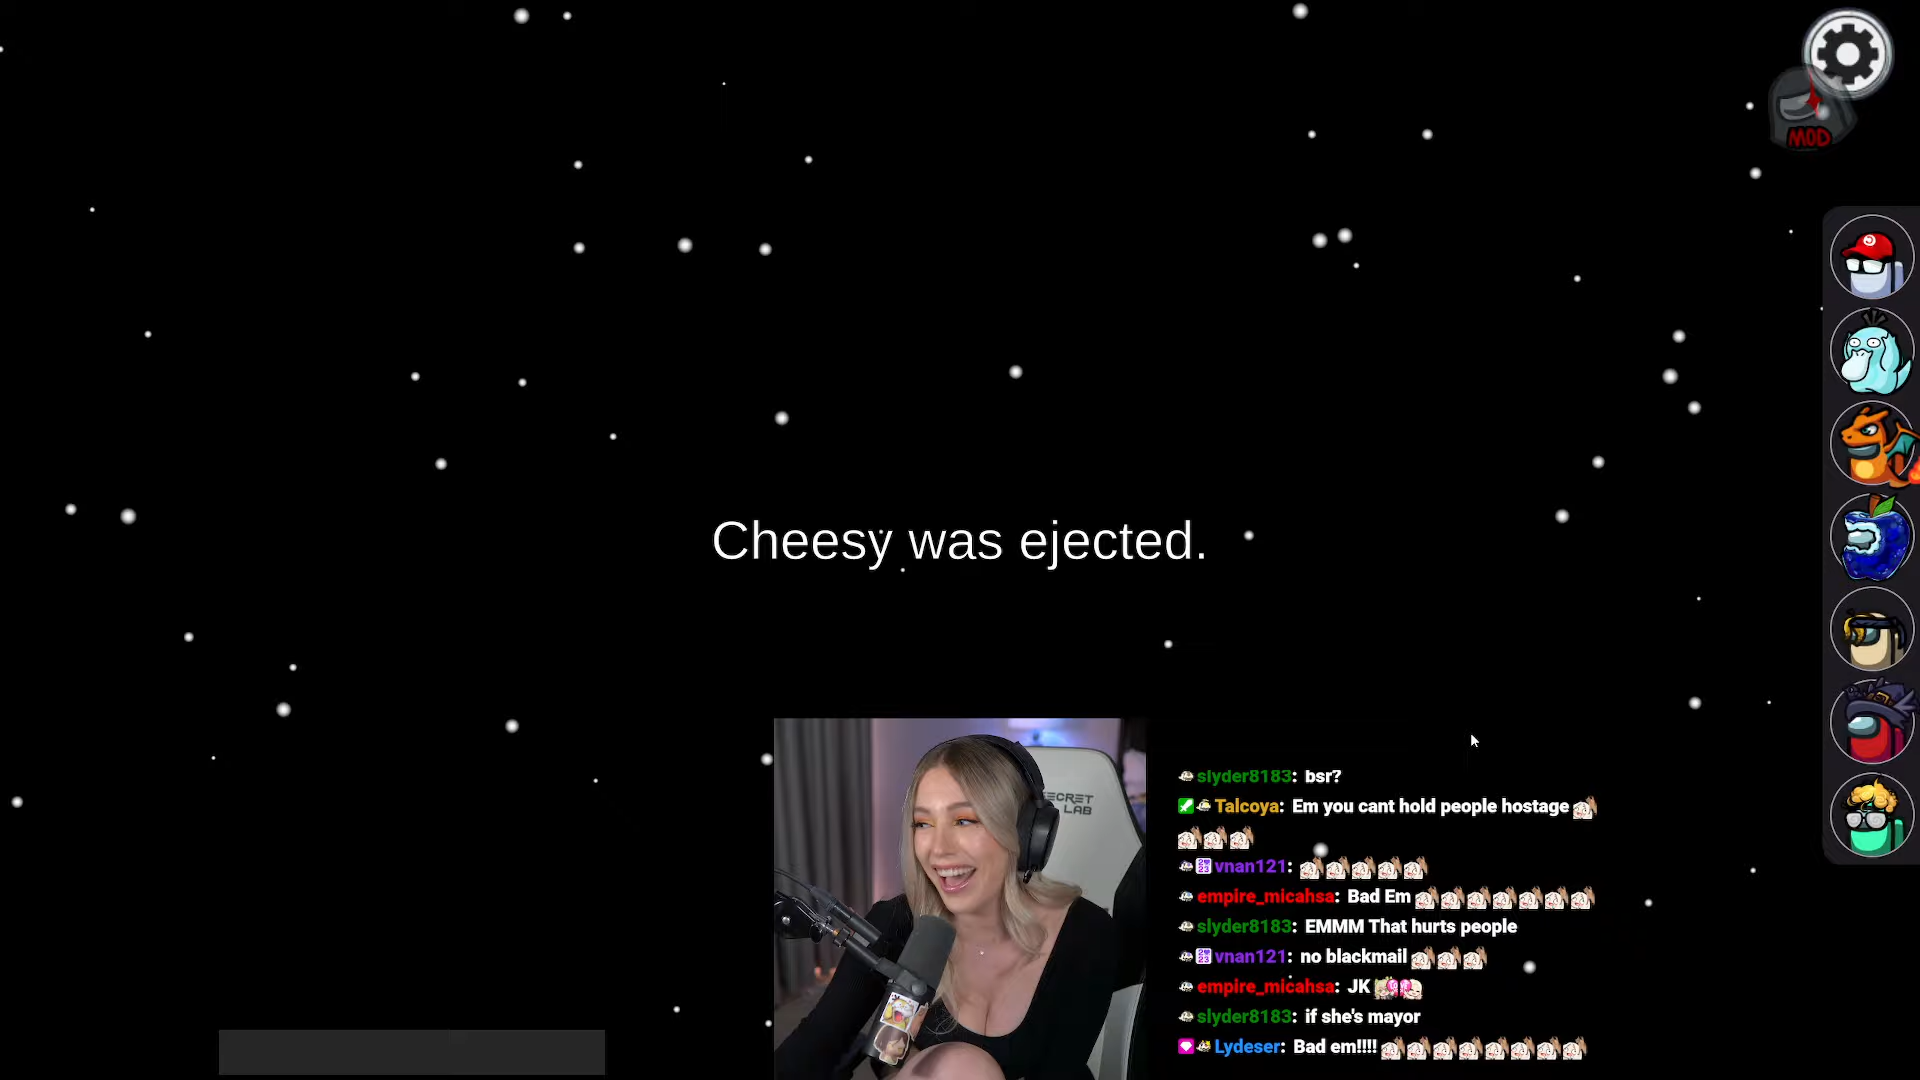 MOD
Cheesy was ejected.
SECRET
LAB
slyder8183: bsr?
Talcoya: Em you cant hold people hostage
vnan121:
empire_micahsa: Bad Em
slyder8183: EMMM That hurts people
vnan121: no blackmail
empire_micahsa: JK
slyder8183: if she's mayor
Lydeser: Bad em!!!!